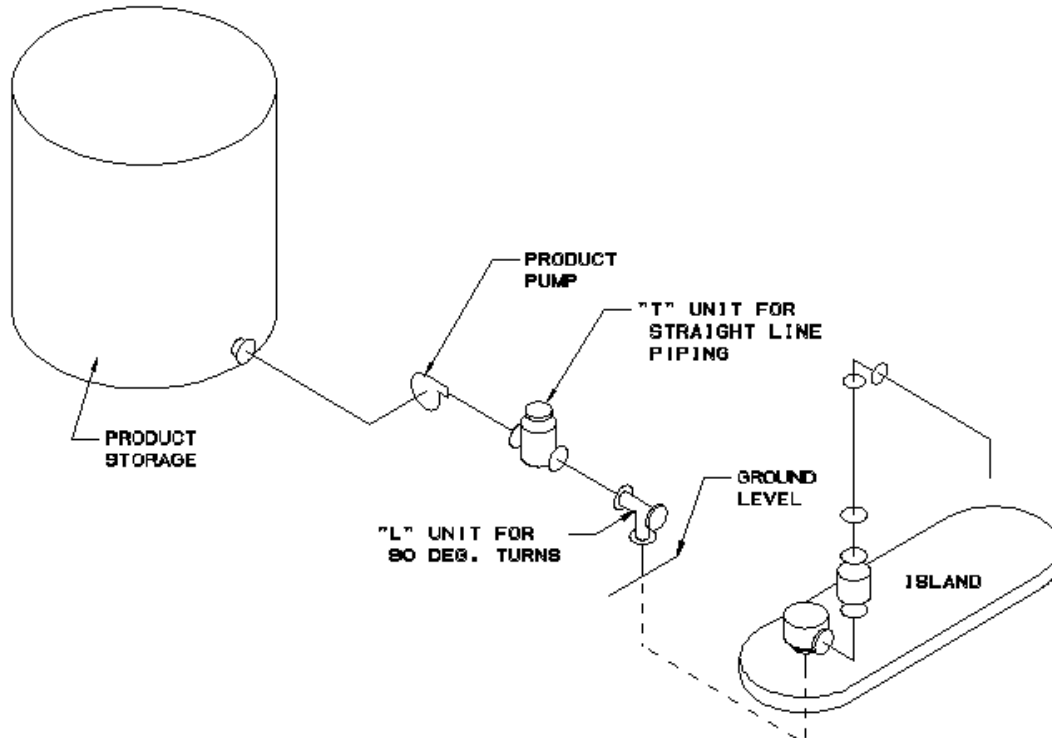 PRODUCT
PUMP
"T" UNIT FOR
STRAIGHT LINE
PIPING
PRODUCT
STORAGE
GROUND
LEVEL
"L" UNIT FOR
90 DEG. TURNS
ISLAND